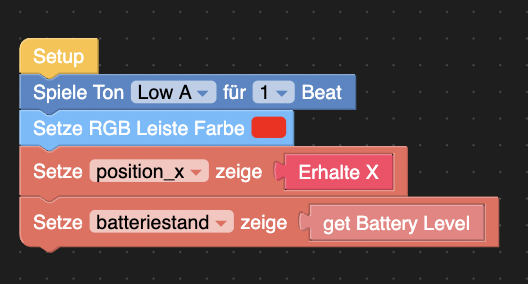 Setup
Spiele Ton Low A für 1 Beat
Setze RGB Leiste Farbe
Setze position_x zeige Erhalte X
Setze batteriestand zeige get Battery Level